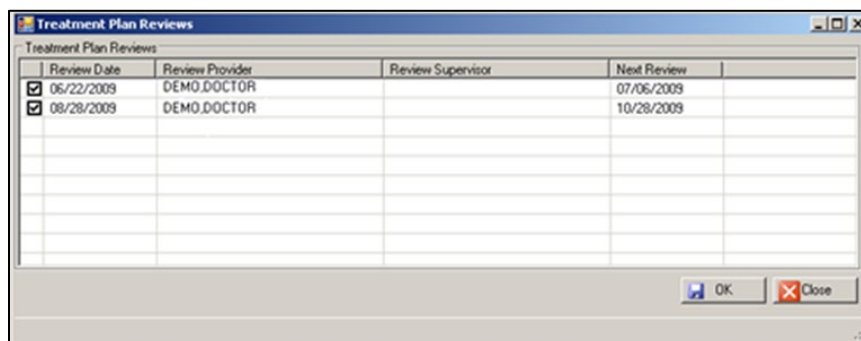 Treatment Plan Reviews
Treatment Plan Reviews
Review Date Review Provider Review Supervisor Next Review
06/22/2009 DEMO,DOCTOR 07/06/2009
08/28/2009 DEMO,DOCTOR 10/28/2009
OK Close